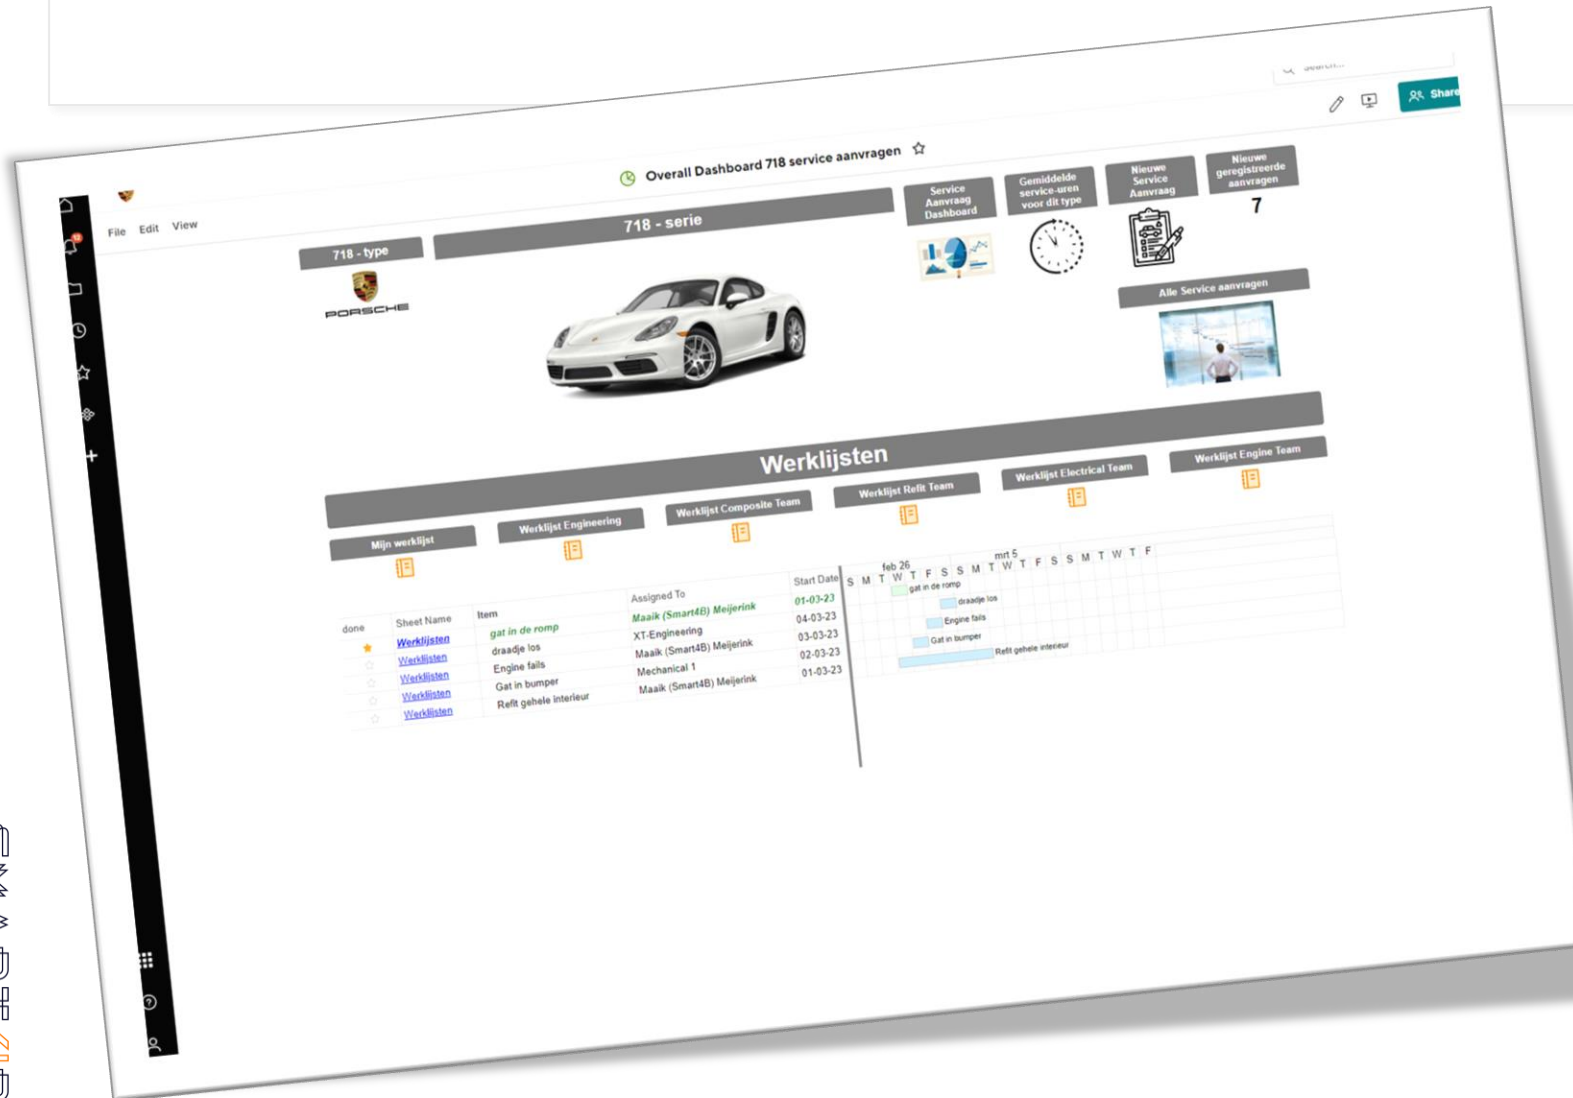 Search...
Share
Overall Dashboard 718 service aanvragen
12
File Edit View
718 - type
718 - serie
Service
Aanvraag
Dashboard
Gemiddelde
service-uren
voor dit type
Nieuwe
Service
Aanvraag
Nieuwe
geregistreerde
aanvragen
7
PORSCHE
Alle Service aanvragen
Werklijsten
Mijn werklijst
Werklijst Engineering
Werklijst Composite Team
Werklijst Refit Team
Werklijst Electrical Team
Werklijst Engine Team
done Sheet Name Item Assigned To Start Date
Werklijsten gat in de romp Maaik (Smart4B) Meijerink 01-03-23
Werklijsten draadje los XT-Engineering 04-03-23
Werklijsten Engine fails Maaik (Smart4B) Meijerink 03-03-23
Werklijsten Gat in bumper Mechanical 1 02-03-23
Werklijsten Refit gehele interieur Maaik (Smart4B) Meijerink 01-03-23
feb 26 mrt 5
S M T W T F S S M T W T F S S M T W T F
gat in de romp
draadje los
Engine fails
Gat in bumper
Refit gehele interieur